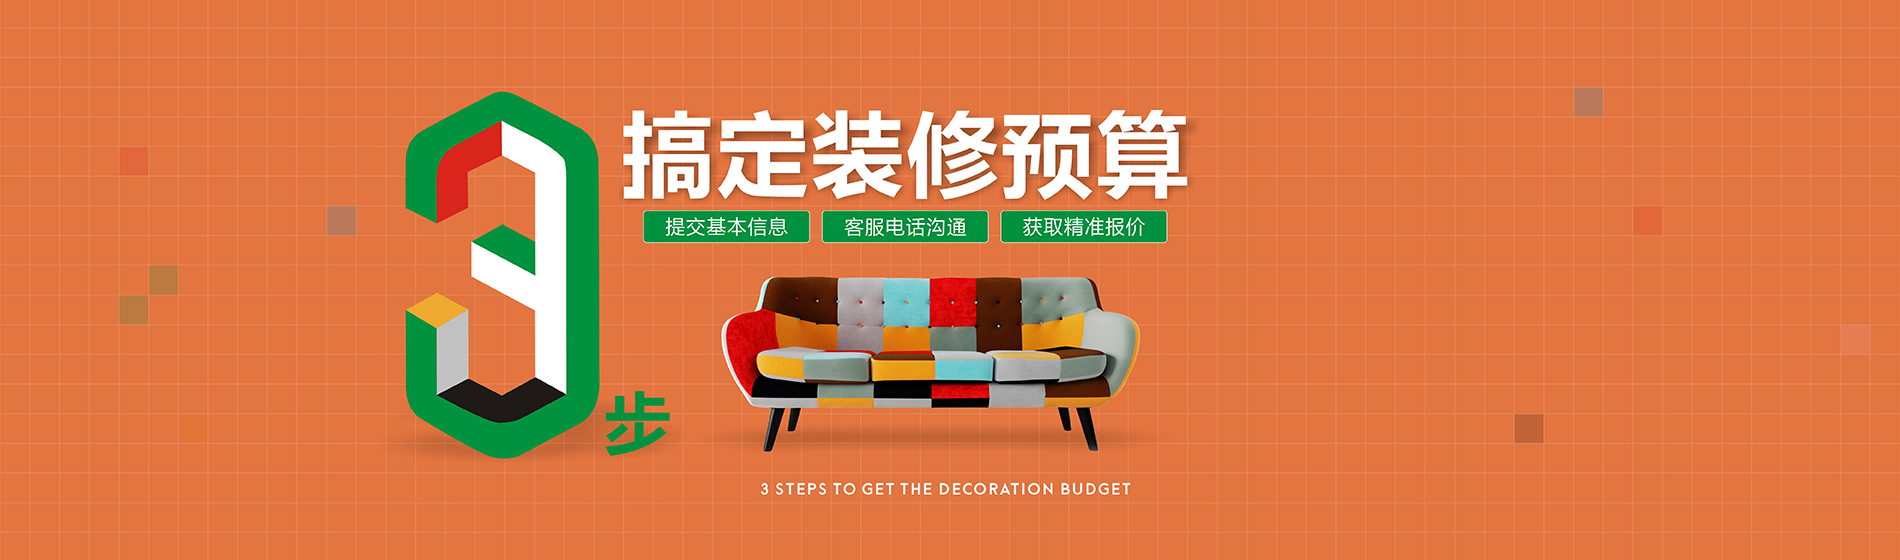 3步
搞定装修预算
提交基本信息 客服电话沟通 获取精准报价
3 STEPS TO GET THE DECORATION BUDGET